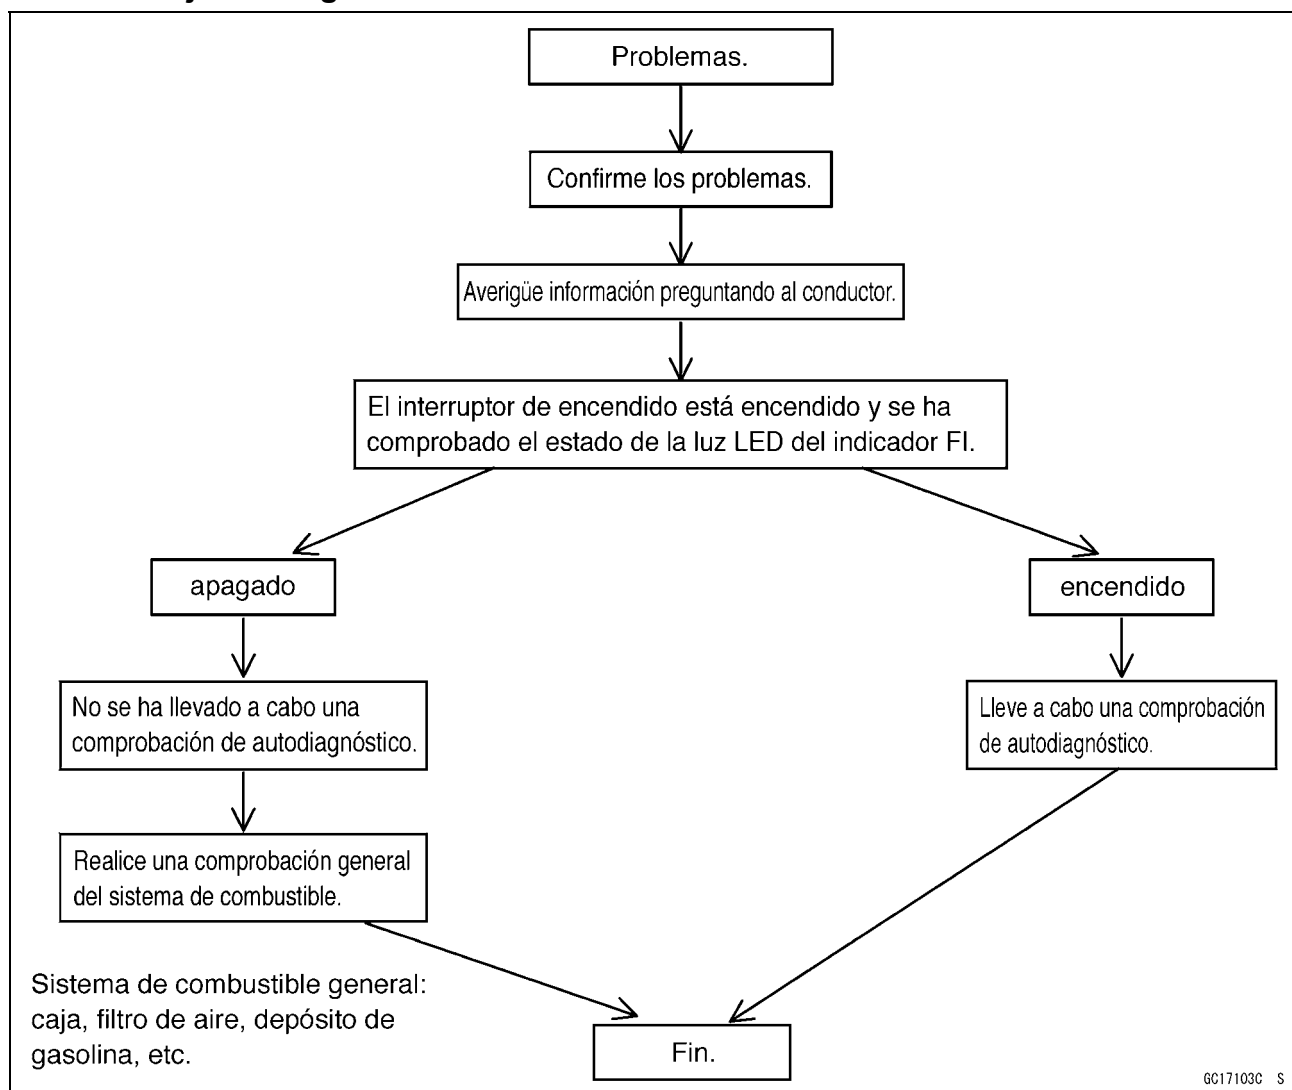 Problemas.
Confirme los problemas.
Averigüe información preguntando al conductor.
El interruptor de encendido está encendido y se ha
comprobado el estado de la luz LED del indicador FI.
apagado
encendido
No se ha llevado a cabo una
comprobación de autodiagnóstico.
Lleve a cabo una comprobación
de autodiagnóstico.
Realice una comprobación general
del sistema de combustible.
Sistema de combustible general:
caja, filtro de aire, depósito de
gasolina, etc.
Fin.
GC17103C S